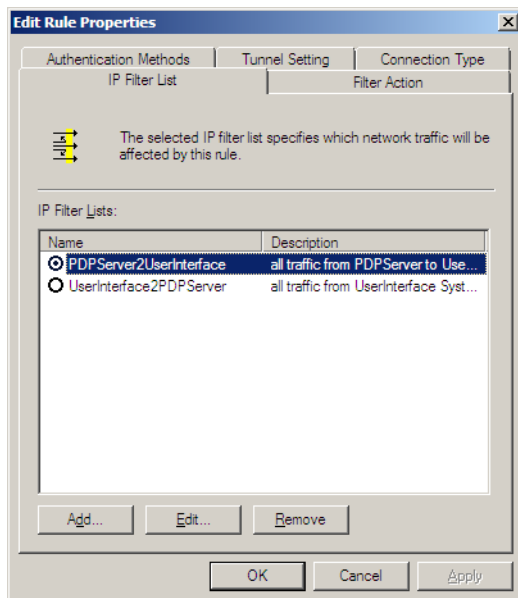 Edit Rule Properties
Authentication Methods Tunnel Setting Connection Type
IP Filter List Filter Action
The selected IP filter list specifies which network traffic will be
affected by this rule.
IP Filter Lists:
Name Description
PDPServer2UserInterface all traffic from PDPServer to Use...
UserInterface2PDPServer all traffic from UserInterface Syst...
Add... Edit... Remove
OK Cancel Apply